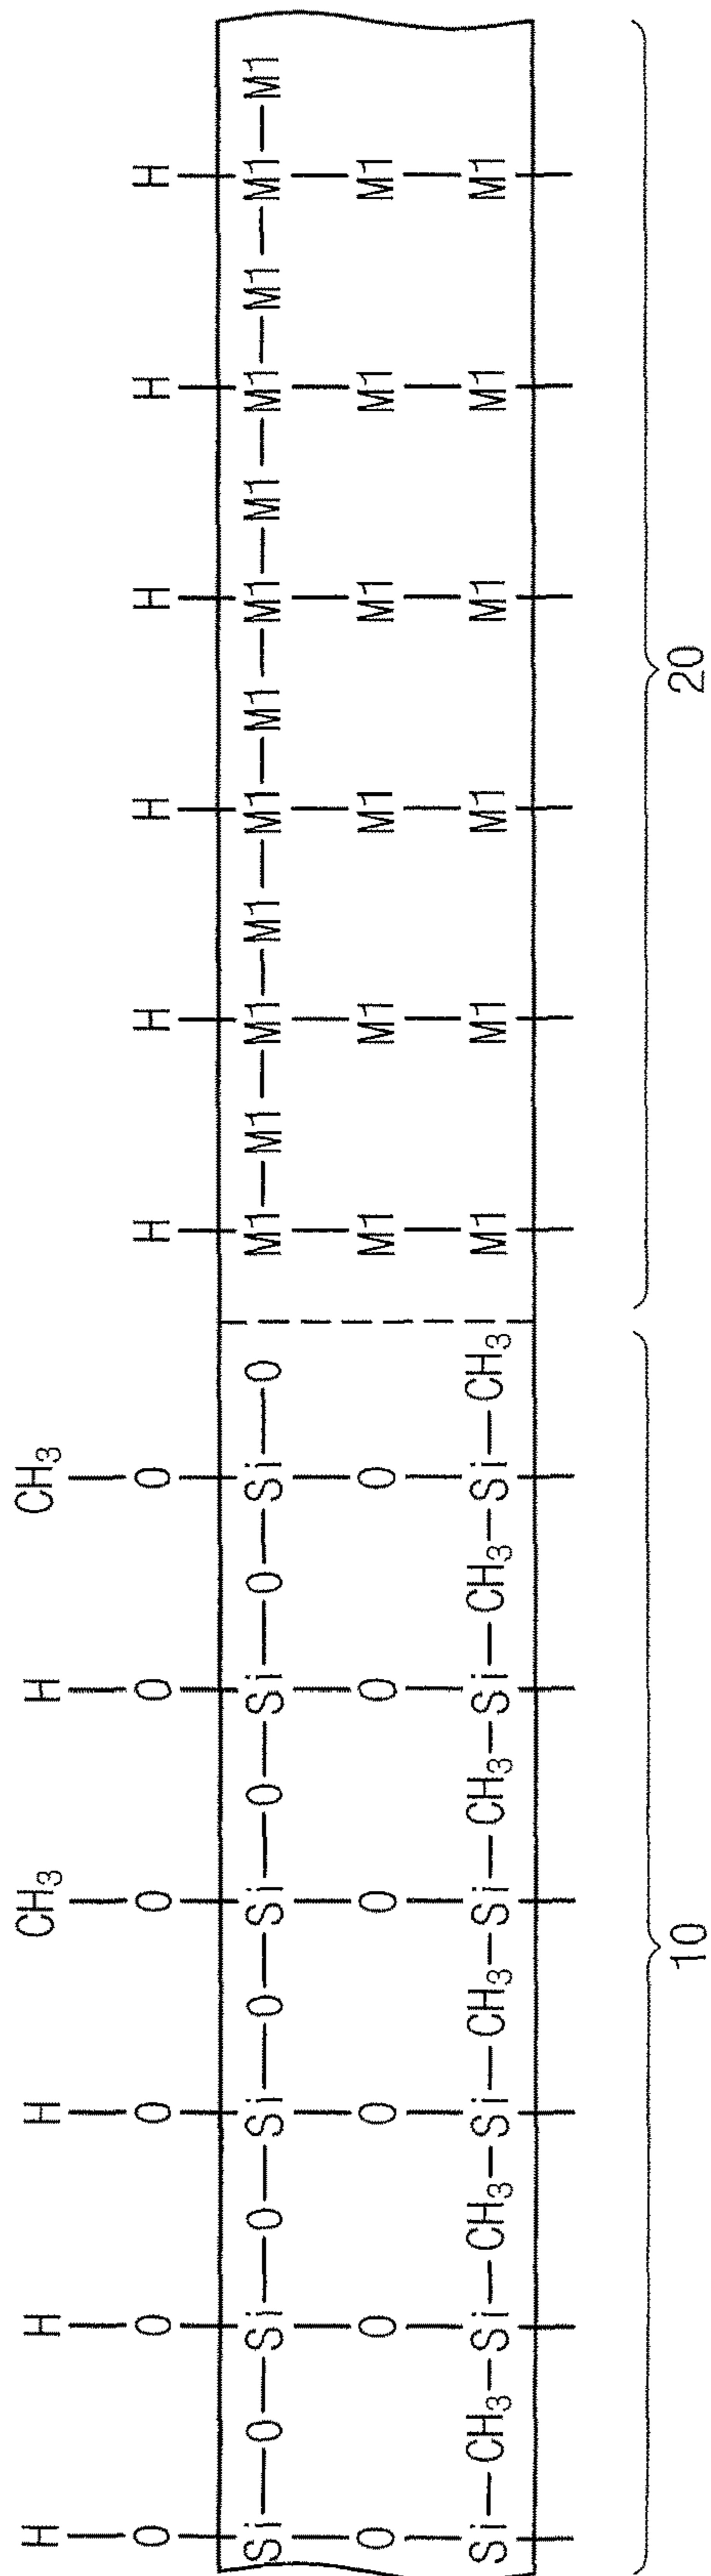 H H H CH₃ H CH₃
O O O O O O H H H H H H
Si—O—Si—O—Si—O—Si—O—Si—O—Si—O M1—M1—M1—M1—M1—M1—M1—M1—M1—M1—M1—M1
O O O O O O M1 M1 M1 M1 M1 M1
Si—CH₃—Si—CH₃—Si—CH₃—Si—CH₃—Si—CH₃—Si—CH₃ M1 M1 M1 M1 M1 M1
10 20